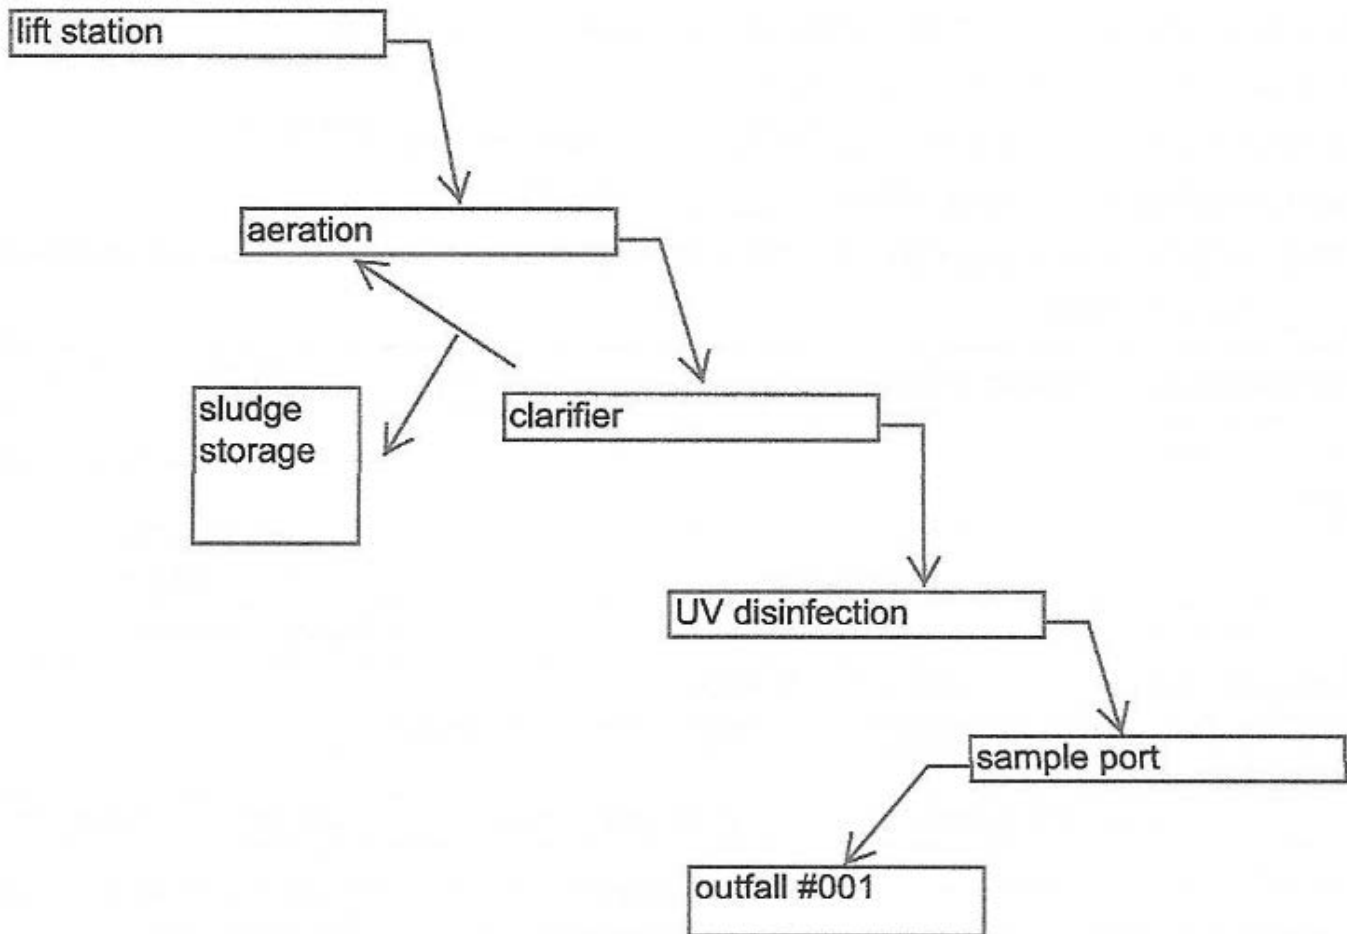 lift station
aeration
sludge
storage
clarifier
UV disinfection
sample port
outfall #001